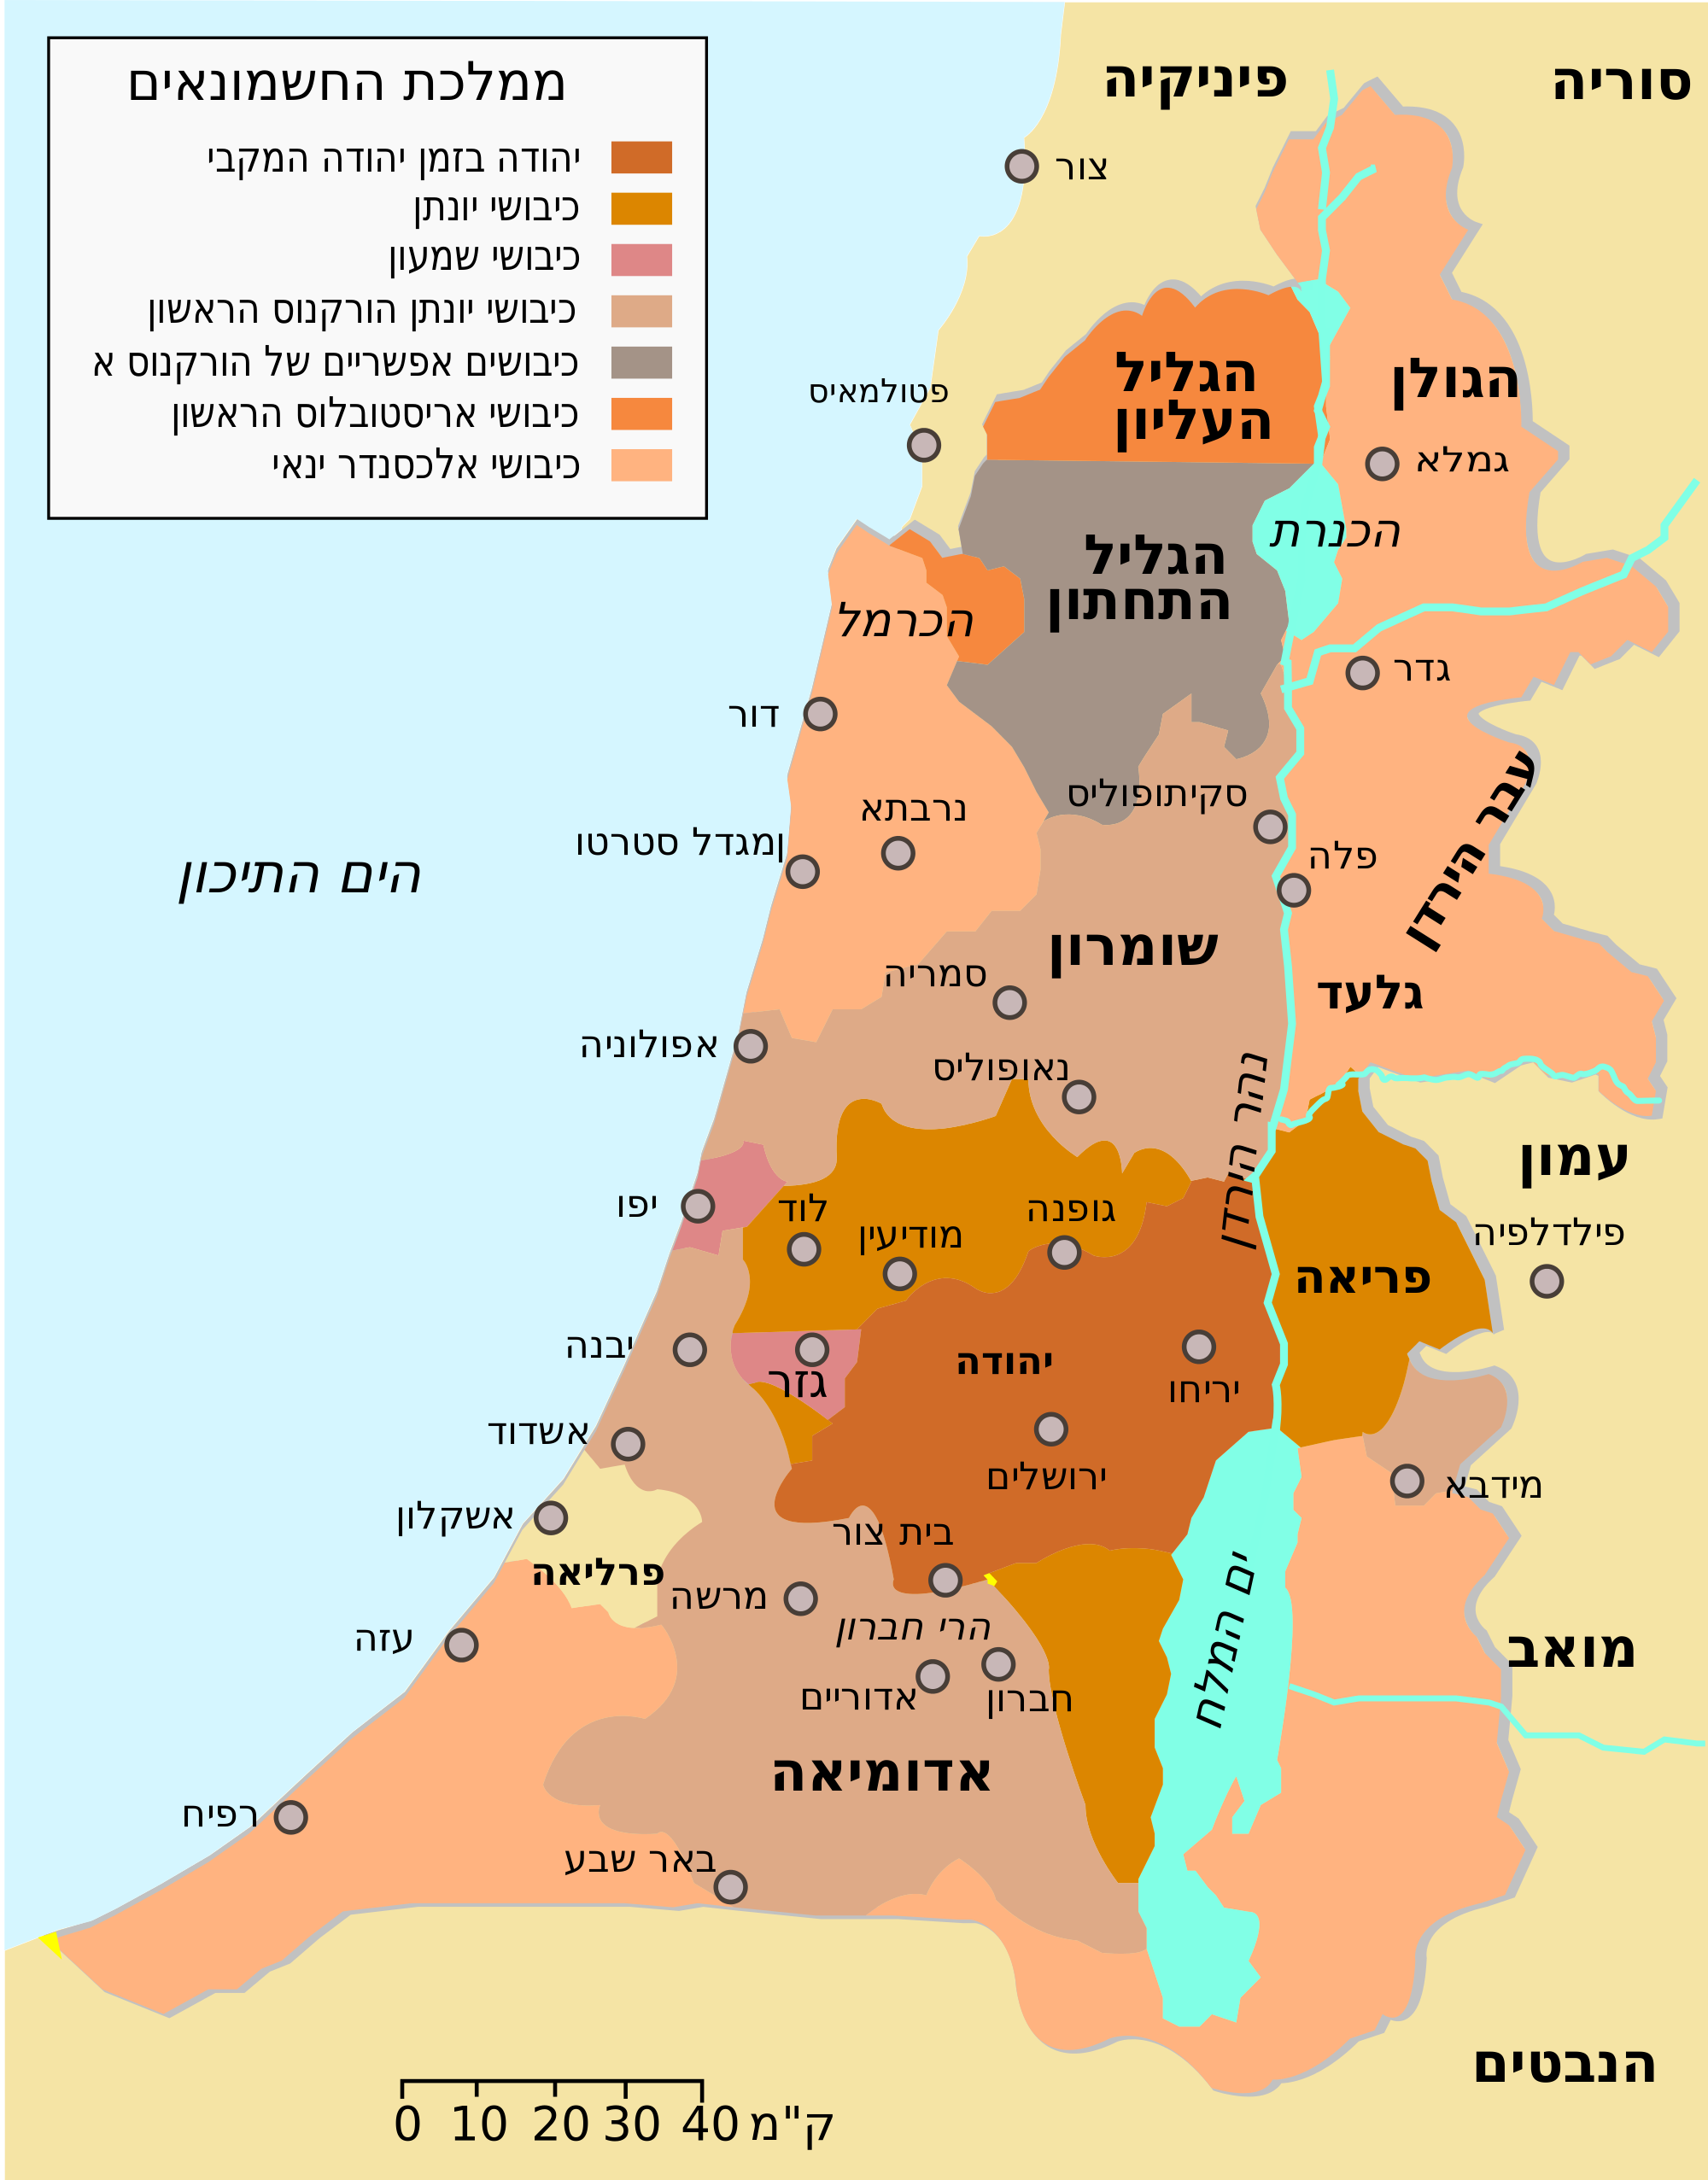 ממלכת החשמונאים
יהודה בזמן יהודה המקבי
כיבושי יונתן
כיבושי שמעון
כיבושי יונתן הורקנוס הראשון
כיבושים אפשריים של הורקנוס א
כיבושי אריסטובלוס הראשון
כיבושי אלכסנדר ינאי
סוריה
פיניקיה
צור
הגליל
העליון
הגולן
פטולמאיס
גמלא
הכנרת
הגליל
התחתון
הכרמל
גדר
דור
עבר הירדן
סקיתופוליס
נרבתא
ןמגדל סטרטו
פלה
הים התיכון
שומרון
סמריה
גלעד
אפולוניה
נאופוליס
נהר הירדן
עמון
יפו
לוד
גופנה
מודיעין
פילדלפיה
פריאה
יבנה
גזר
יהודה
יריחו
אשדוד
ירושלים
מידבא
אשקלון
בית צור
פרליאה
מרשה
ים המלח
הרי חברון
עזה
מואב
אדוריים
חברון
אדומיאה
רפיח
באר שבע
הנבטים
0 10 20 30 40 ק"מ